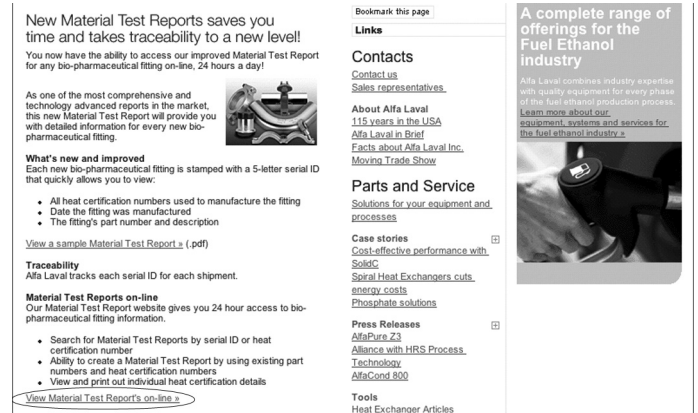 New Material Test Reports saves you
time and takes traceability to a new level!
You now have the ability to access our improved Material Test Report
for any bio-pharmaceutical fitting on-line, 24 hours a day!
As one of the most comprehensive and
technology advanced reports in the market,
this new Material Test Report will provide you
with detailed information for every new bio-
pharmaceutical fitting.
What's new and improved
Each new bio-pharmaceutical fitting is stamped with a 5-letter serial ID
that quickly allows you to view:
All heat certification numbers used to manufacture the fitting
Date the fitting was manufactured
The fitting's part number and description
View a sample Material Test Report » (.pdf)
Traceability
Alfa Laval tracks each serial ID for each shipment.
Material Test Reports on-line
Our Material Test Report website gives you 24 hour access to bio-
pharmaceutical fitting information.
Search for Material Test Reports by serial ID or heat
certification number
Ability to create a Material Test Report by using existing part
numbers and heat certification numbers
View and print out individual heat certification details
View Material Test Report's on-line »
Bookmark this page
Links
Contacts
Contact us
Sales representatives
About Alfa Laval
115 years in the USA
Alfa Laval in Brief
Facts about Alfa Laval Inc.
Moving Trade Show
Parts and Service
Solutions for your equipment and
processes
Case stories
Cost-effective performance with
SolidC
Spiral Heat Exchangers cuts
energy costs
Phosphate solutions
Press Releases
AlfaPure Z3
Alliance with HRS Process
Technology
AlfaCond 800
Tools
Heat Exchanger Articles
A complete range of
offerings for the
Fuel Ethanol
industry
Alfa Laval combines industry expertise
with quality equipment for every phase
of the fuel ethanol production process.
Learn more about our
equipment, systems and services for
the fuel ethanol industry »